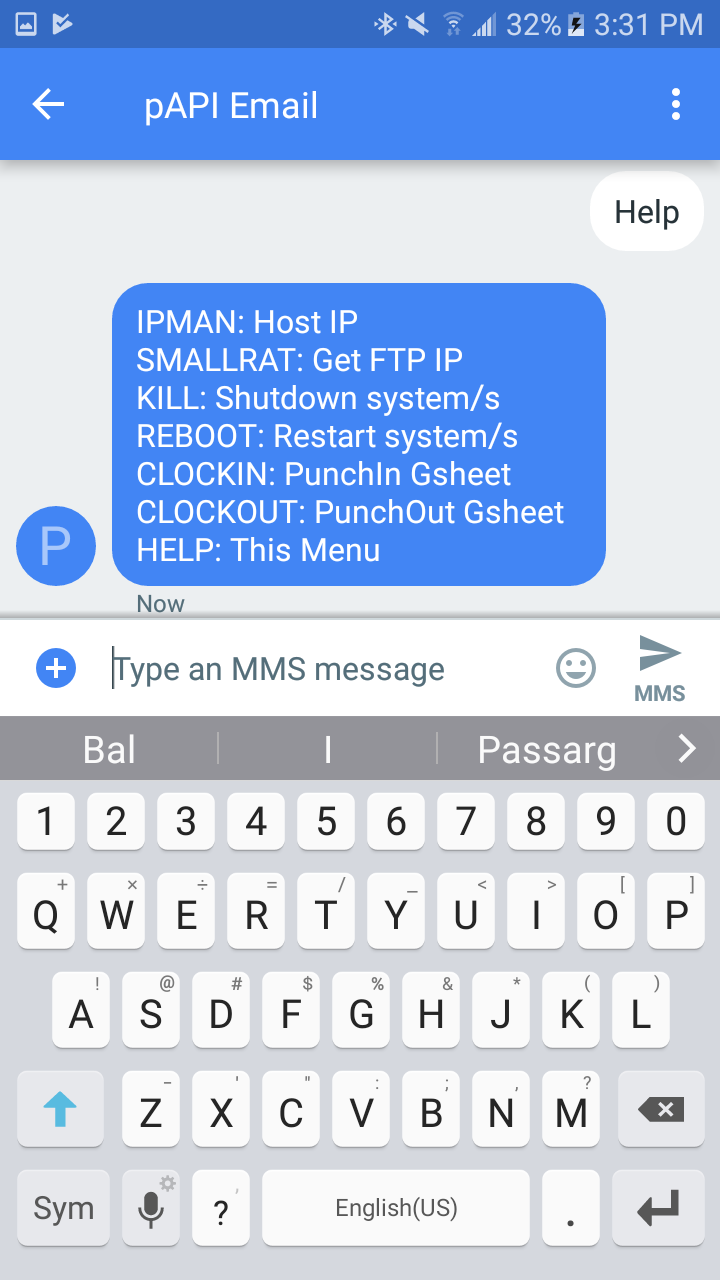 32% 3:31 PM
pAPI Email
Help
IPMAN: Host IP
SMALLRAT: Get FTP IP
KILL: Shutdown system/s
REBOOT: Restart system/s
CLOCKIN: PunchIn Gsheet
CLOCKOUT: PunchOut Gsheet
HELP: This Menu
P
Now
Type an MMS message
MMS
Bal I Passarg
1 2 3 4 5 6 7 8 9 0
+ × ÷ = / _ < > [ ]
Q W E R T Y U I O P
! @ # $ % & * ( )
A S D F G H J K L
- ' " : ; , ?
Z X C V B N M
Sym ? , English(US) .